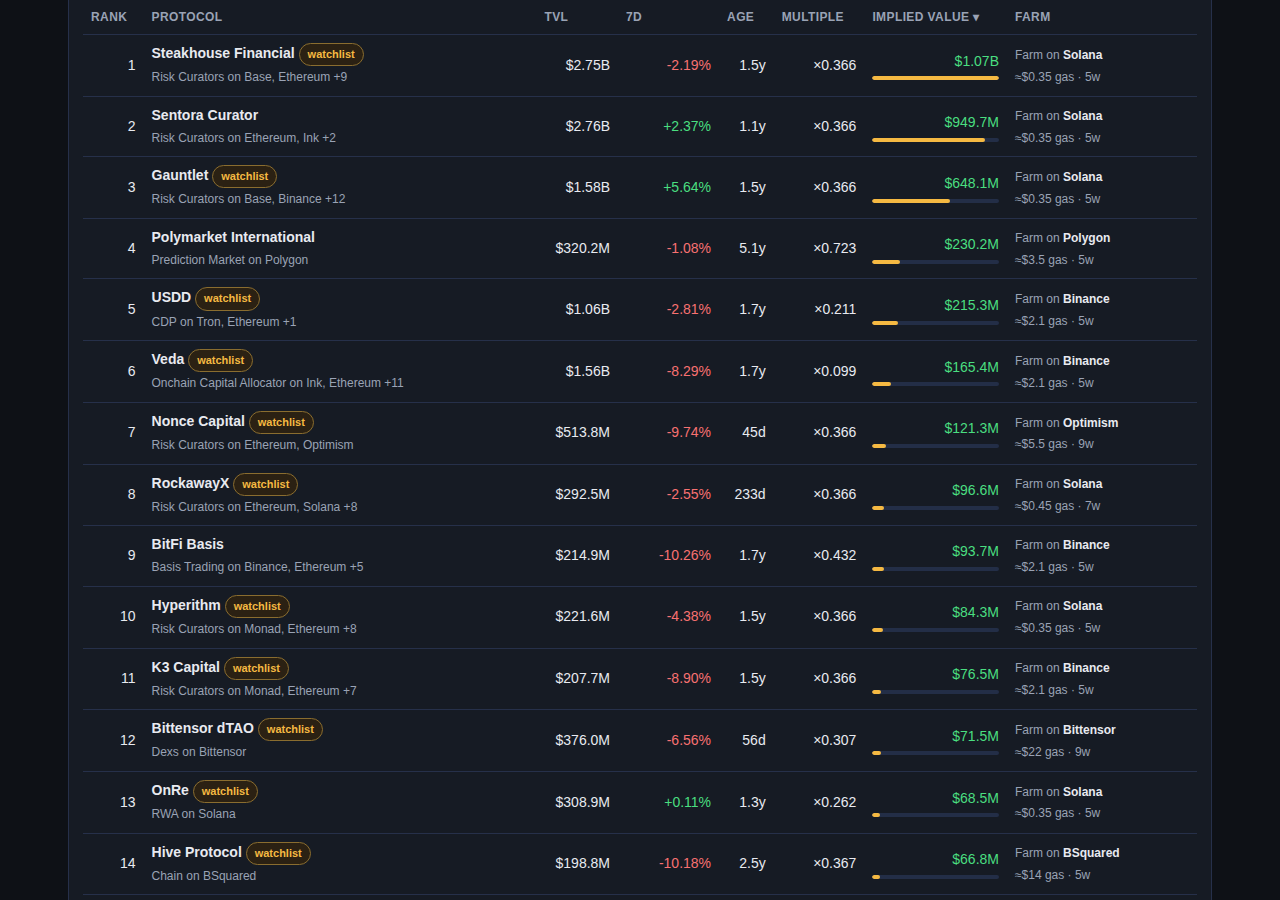 RANK PROTOCOL TVL 7D AGE MULTIPLE IMPLIED VALUE ▾ FARM
1 Steakhouse Financial watchlist $2.75B -2.19% 1.5y ×0.366 $1.07B Farm on Solana
Risk Curators on Base, Ethereum +9 ≈$0.35 gas · 5w
2 Sentora Curator $2.76B +2.37% 1.1y ×0.366 $949.7M Farm on Solana
Risk Curators on Ethereum, Ink +2 ≈$0.35 gas · 5w
3 Gauntlet watchlist $1.58B +5.64% 1.5y ×0.366 $648.1M Farm on Solana
Risk Curators on Base, Binance +12 ≈$0.35 gas · 5w
4 Polymarket International $320.2M -1.08% 5.1y ×0.723 $230.2M Farm on Polygon
Prediction Market on Polygon ≈$3.5 gas · 5w
5 USDD watchlist $1.06B -2.81% 1.7y ×0.211 $215.3M Farm on Binance
CDP on Tron, Ethereum +1 ≈$2.1 gas · 5w
6 Veda watchlist $1.56B -8.29% 1.7y ×0.099 $165.4M Farm on Binance
Onchain Capital Allocator on Ink, Ethereum +11 ≈$2.1 gas · 5w
7 Nonce Capital watchlist $513.8M -9.74% 45d ×0.366 $121.3M Farm on Optimism
Risk Curators on Ethereum, Optimism ≈$5.5 gas · 9w
8 RockawayX watchlist $292.5M -2.55% 233d ×0.366 $96.6M Farm on Solana
Risk Curators on Ethereum, Solana +8 ≈$0.45 gas · 7w
9 BitFi Basis $214.9M -10.26% 1.7y ×0.432 $93.7M Farm on Binance
Basis Trading on Binance, Ethereum +5 ≈$2.1 gas · 5w
10 Hyperithm watchlist $221.6M -4.38% 1.5y ×0.366 $84.3M Farm on Solana
Risk Curators on Monad, Ethereum +8 ≈$0.35 gas · 5w
11 K3 Capital watchlist $207.7M -8.90% 1.5y ×0.366 $76.5M Farm on Binance
Risk Curators on Monad, Ethereum +7 ≈$2.1 gas · 5w
12 Bittensor dTAO watchlist $376.0M -6.56% 56d ×0.307 $71.5M Farm on Bittensor
Dexs on Bittensor ≈$22 gas · 9w
13 OnRe watchlist $308.9M +0.11% 1.3y ×0.262 $68.5M Farm on Solana
RWA on Solana ≈$0.35 gas · 5w
14 Hive Protocol watchlist $198.8M -10.18% 2.5y ×0.367 $66.8M Farm on BSquared
Chain on BSquared ≈$14 gas · 5w